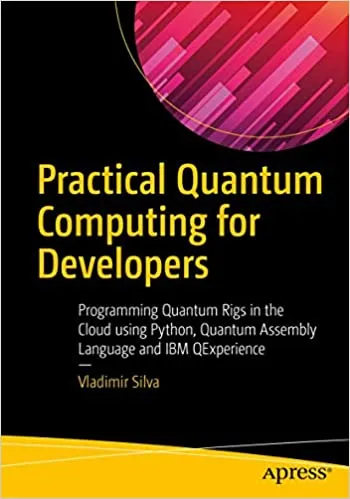 Practical Quantum
Computing for
Developers
Programming Quantum Rigs in the
Cloud using Python, Quantum Assembly
Language and IBM QExperience
—
Vladimir Silva
Apress®